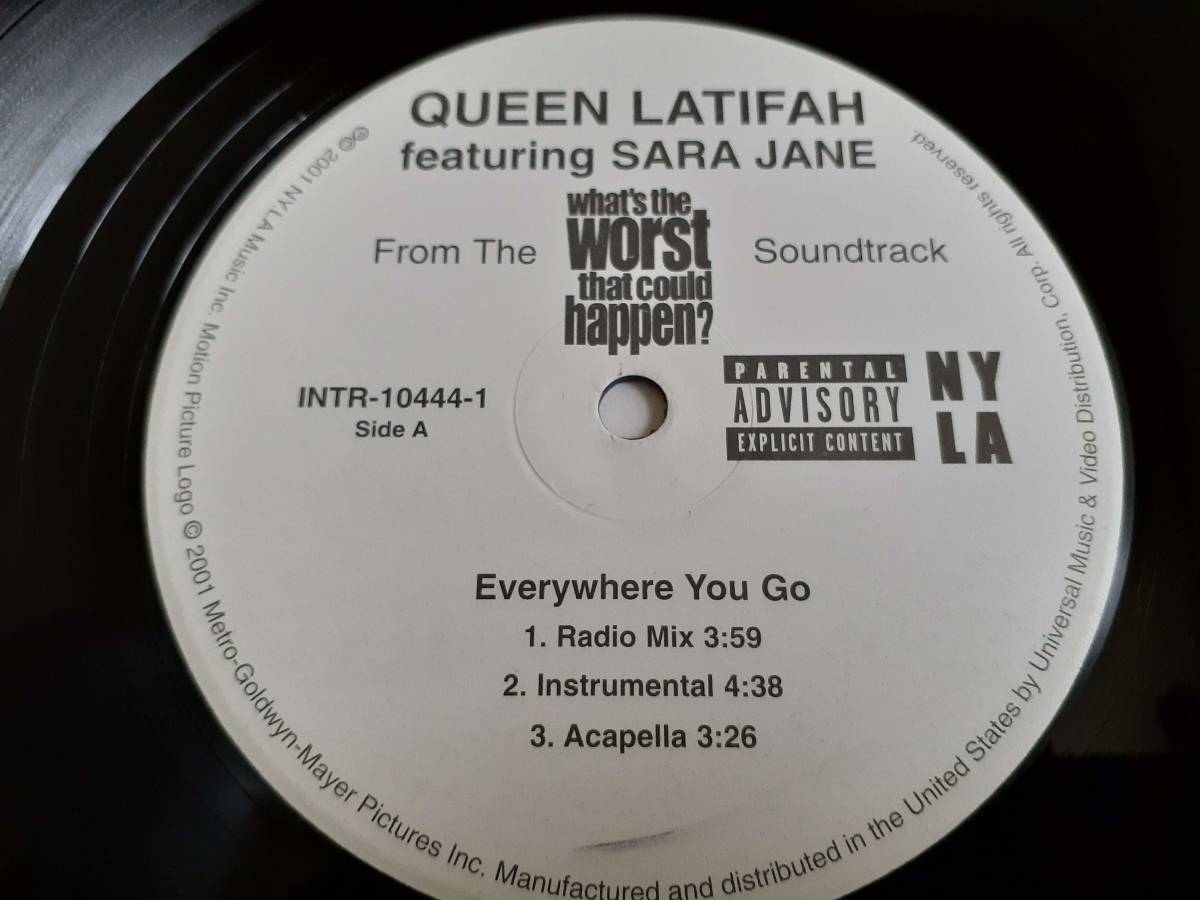 QUEEN LATIFAH
featuring SARA JANE
From The
what's the
worst
that could
happen?
Soundtrack
INTR-10444-1
Side A
PARENTAL
ADVISORY
EXPLICIT CONTENT
NY
LA
Everywhere You Go
1. Radio Mix 3:59
2. Instrumental 4:38
3. Acapella 3:26
℗© 2001 NY.LA Music Inc. Motion Picture Logo © 2001 Metro-Goldwyn-Mayer Pictures Inc. Manufactured and distributed in the United States by Universal Music & Video Distribution, Corp. All rights reserved.